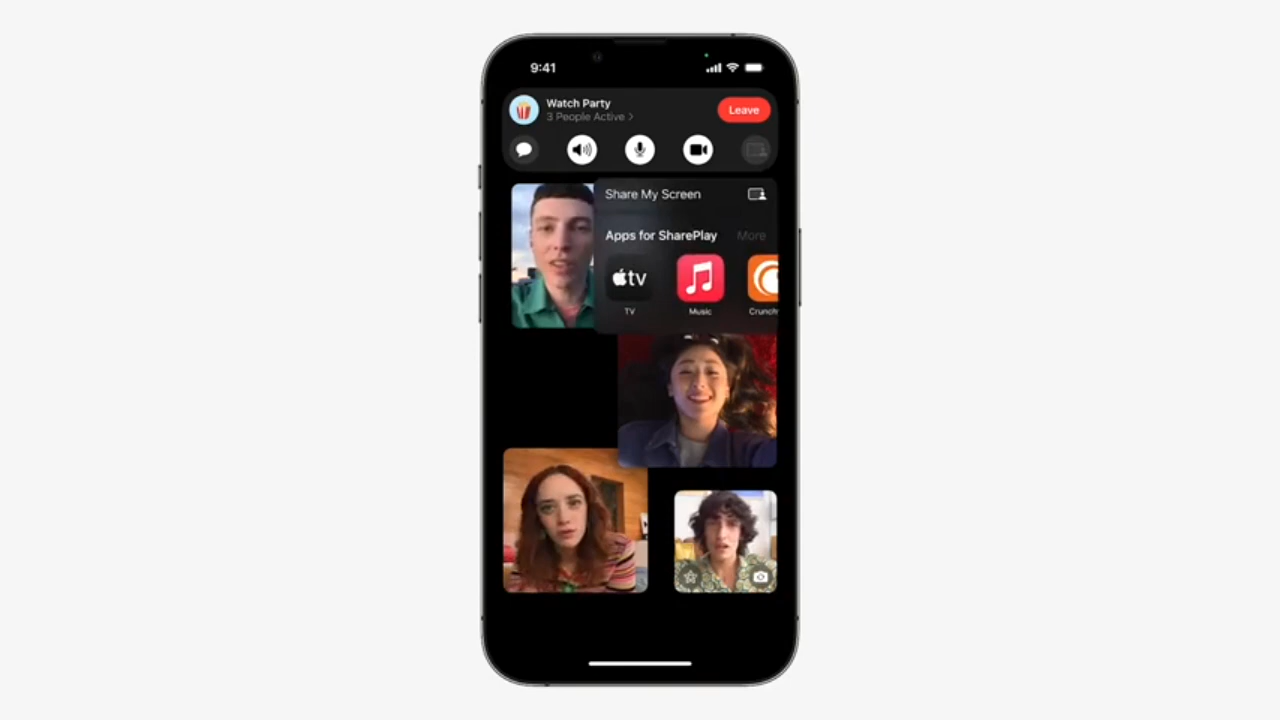 9:41
Watch Party
3 People Active >
Leave
Share My Screen
Apps for SharePlay More
tv
TV Music Crunch